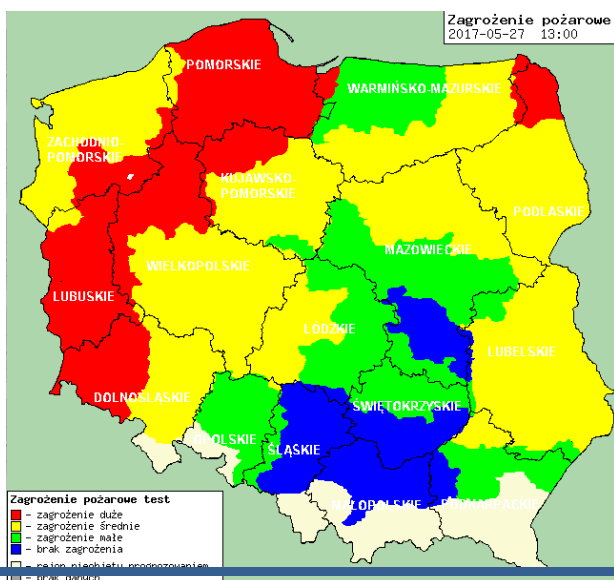 Zagrożenie pożarowe
2017-05-27 13:00
POMORSKIE
WARMIŃSKO-MAZURSKIE
ZACHODNIO-
POMORSKIE
KUJAWSKO-
POMORSKIE
PODLASKIE
MAZOWIECKIE
WIELKOPOLSKIE
LUBUSKIE
ŁÓDZKIE
LUBELSKIE
DOLNOŚLĄSKIE
ŚWIĘTOKRZYSKIE
OPOLSKIE
ŚLĄSKIE
MAŁOPOLSKIE
PODKARPACKIE
Zagrożenie pożarowe test
- zagrożenie duże
- zagrożenie średnie
- zagrożenie małe
- brak zagrożenia
- rejon nieobjęty prognozowaniem
- brak danych